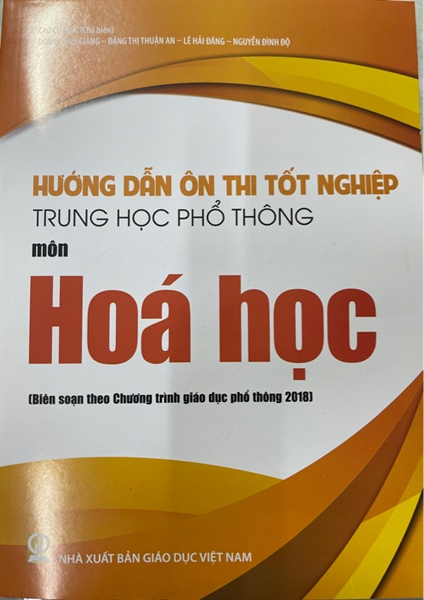 (Chủ biên)
GIANG – ĐẶNG THỊ THUẬN AN – LÊ HẢI ĐĂNG – NGUYỄN ĐÌNH ĐỘ
HƯỚNG DẪN ÔN THI TỐT NGHIỆP
TRUNG HỌC PHỔ THÔNG
môn
Hoá học
(Biên soạn theo Chương trình giáo dục phổ thông 2018)
NHÀ XUẤT BẢN GIÁO DỤC VIỆT NAM